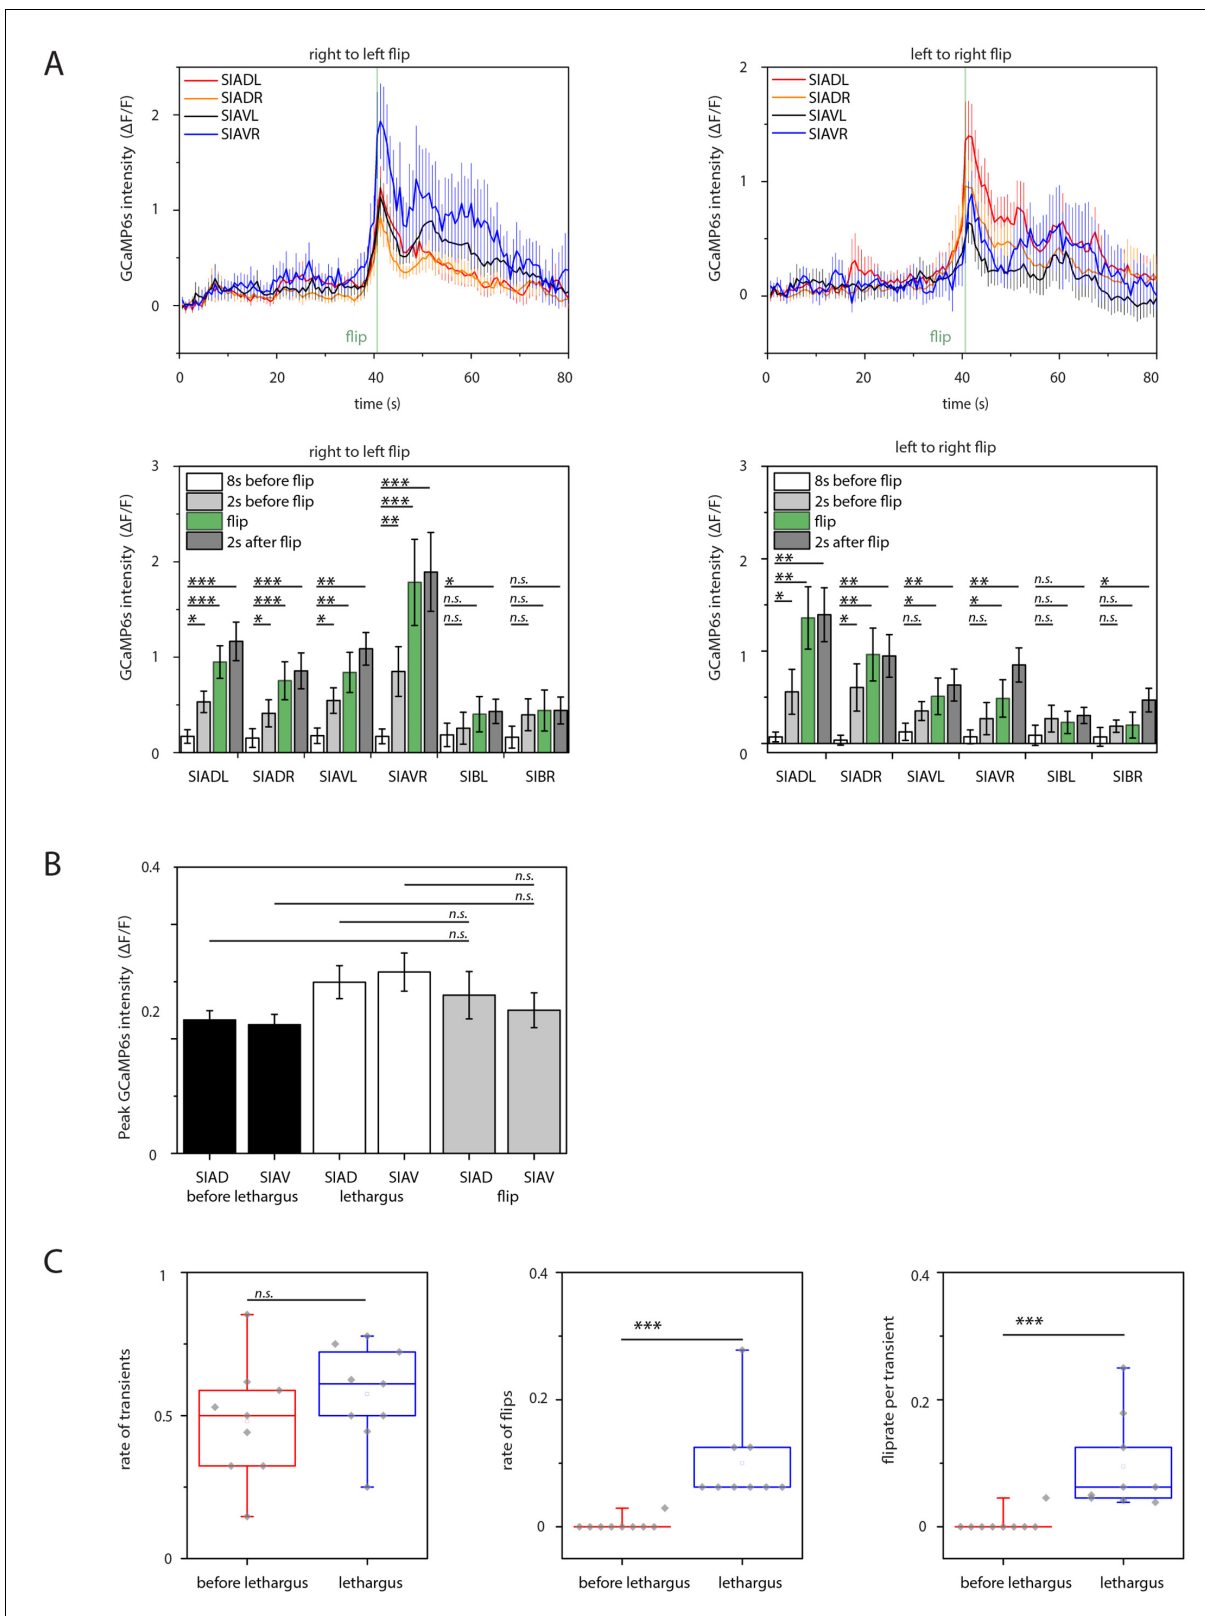 A
right to left flip
GCaMP6s intensity (ΔF/F)
2
1
0
SIADL
SIADR
SIAVL
SIAVR
flip
0 20 40 60 80
time (s)
left to right flip
GCaMP6s intensity (ΔF/F)
2
1
0
SIADL
SIADR
SIAVL
SIAVR
flip
0 20 40 60 80
time (s)
right to left flip
GCaMP6s intensity (ΔF/F)
3
2
1
0
8s before flip
2s before flip
flip
2s after flip
*** *** *
*** *** *
** ** *
*** *** **
* n.s. n.s.
n.s. n.s. n.s.
SIADL SIADR SIAVL SIAVR SIBL SIBR
left to right flip
GCaMP6s intensity (ΔF/F)
3
2
1
0
8s before flip
2s before flip
flip
2s after flip
** ** *
** ** *
** * n.s.
** * n.s.
n.s. n.s. n.s.
* n.s. n.s.
SIADL SIADR SIAVL SIAVR SIBL SIBR
B
Peak GCaMP6s intensity (ΔF/F)
0.4
0.2
0
n.s.
n.s.
n.s.
n.s.
SIAD SIAV SIAD SIAV SIAD SIAV
before lethargus lethargus flip
C
rate of transients
1
0.5
0
n.s.
before lethargus lethargus
rate of flips
0.4
0.2
0
***
before lethargus lethargus
fliprate per transient
0.4
0.2
0
***
before lethargus lethargus